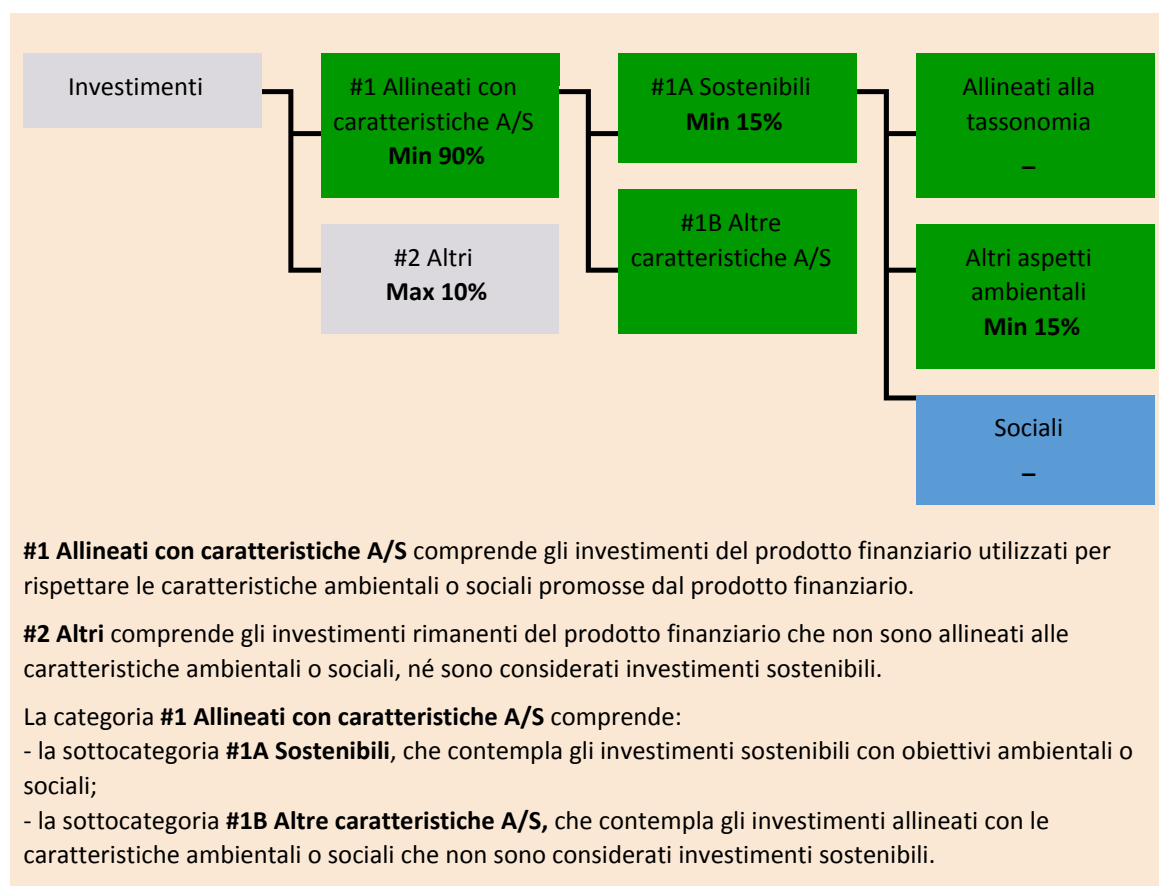 Investimenti
#1 Allineati con
caratteristiche A/S
Min 90%
#2 Altri
Max 10%
#1A Sostenibili
Min 15%
#1B Altre
caratteristiche A/S
Allineati alla
tassonomia
–
Altri aspetti
ambientali
Min 15%
Sociali
–
#1 Allineati con caratteristiche A/S comprende gli investimenti del prodotto finanziario utilizzati per
rispettare le caratteristiche ambientali o sociali promosse dal prodotto finanziario.
#2 Altri comprende gli investimenti rimanenti del prodotto finanziario che non sono allineati alle
caratteristiche ambientali o sociali, né sono considerati investimenti sostenibili.
La categoria #1 Allineati con caratteristiche A/S comprende:
- la sottocategoria #1A Sostenibili, che contempla gli investimenti sostenibili con obiettivi ambientali o
sociali;
- la sottocategoria #1B Altre caratteristiche A/S, che contempla gli investimenti allineati con le
caratteristiche ambientali o sociali che non sono considerati investimenti sostenibili.